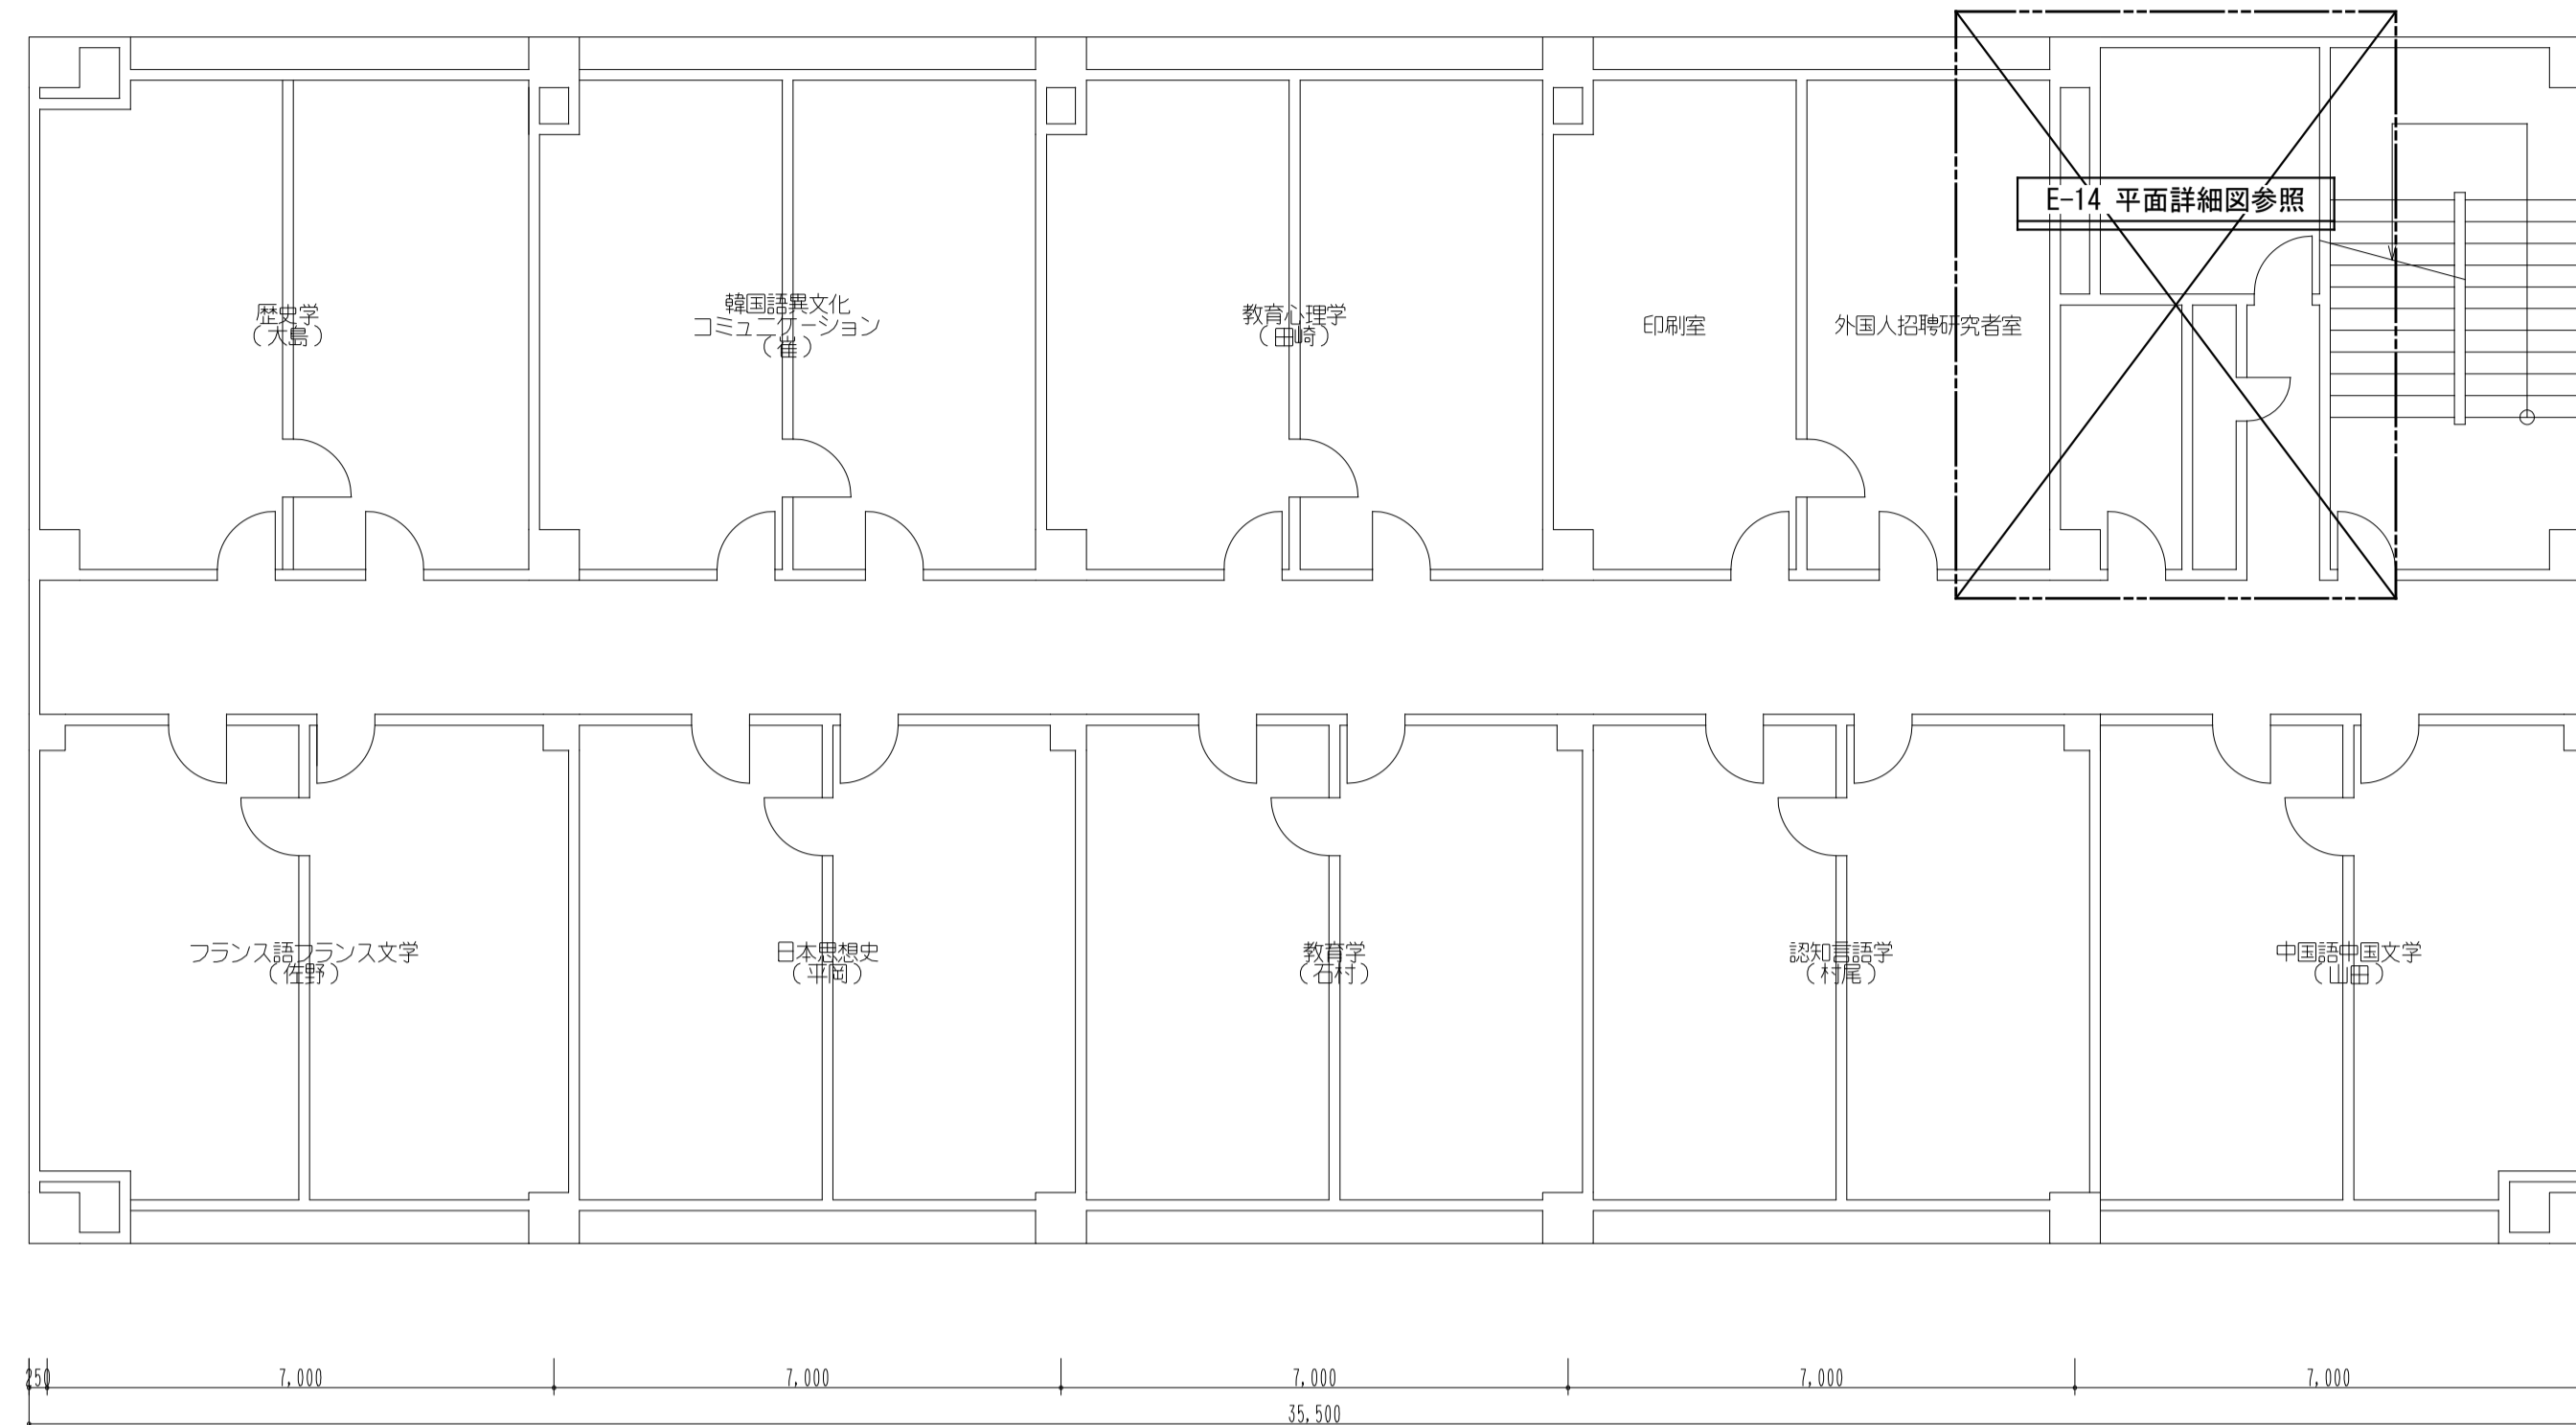 E-14 平面詳細図参照
歴史学
(大島)
韓国語異文化
コミュニケーション
(崔)
教育心理学
(田崎)
印刷室
外国人招聘研究者室
フランス語フランス文学
(佐野)
日本思想史
(平岡)
教育学
(石村)
認知言語学
(村尾)
中国語中国文学
(山田)
250
7,000
7,000
7,000
7,000
7,000
35,500